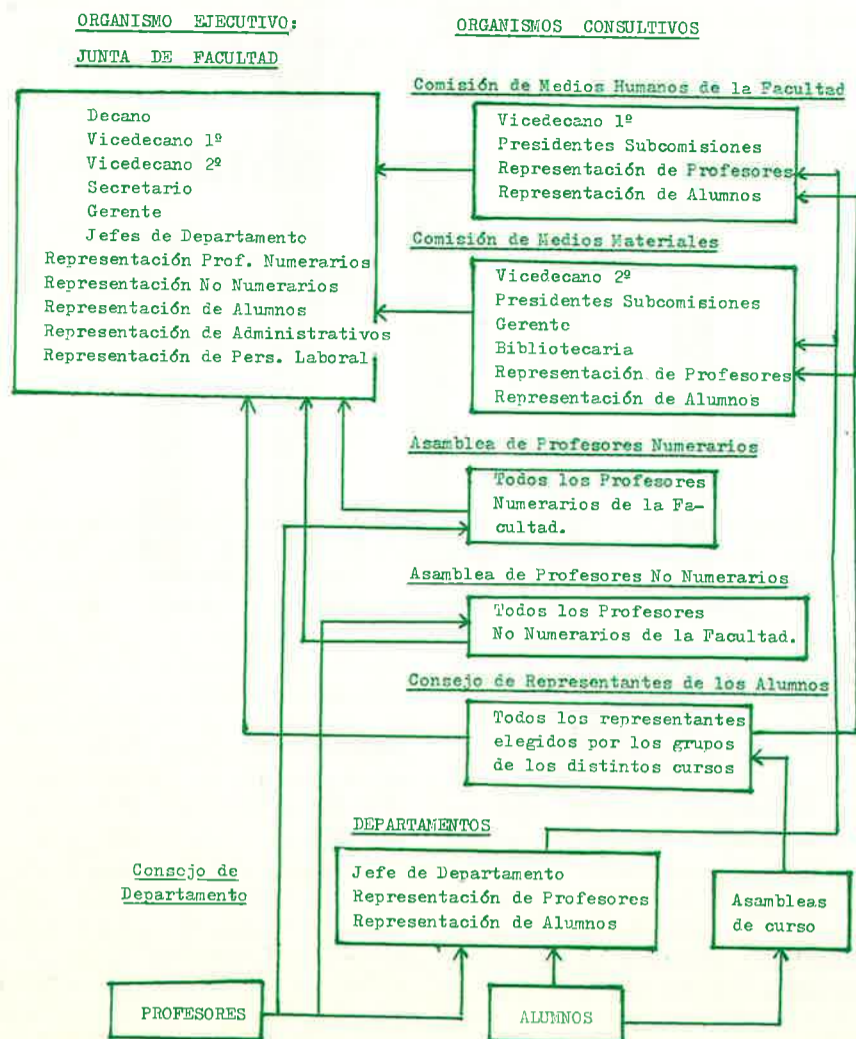 ORGANISMO EJECUTIVO:
JUNTA DE FACULTAD
Decano
Vicedecano 1º
Vicedecano 2º
Secretario
Gerente
Jefes de Departamento
Representación Prof. Numerarios
Representación No Numerarios
Representación de Alumnos
Representación de Administrativos
Representación de Pers. Laboral
ORGANISMOS CONSULTIVOS
Comisión de Medios Humanos de la Facultad
Vicedecano 1º
Presidentes Subcomisiones
Representación de Profesores
Representación de Alumnos
Comisión de Medios Materiales
Vicedecano 2º
Presidentes Subcomisiones
Gerente
Bibliotecaria
Representación de Profesores
Representación de Alumnos
Asamblea de Profesores Numerarios
Todos los Profesores
Numerarios de la Fa-
cultad.
Asamblea de Profesores No Numerarios
Todos los Profesores
No Numerarios de la Facultad.
Consejo de Representantes de los Alumnos
Todos los representantes
elegidos por los grupos
de los distintos cursos
DEPARTAMENTOS
Consejo de
Departamento
Jefe de Departamento
Representación de Profesores
Representación de Alumnos
Asambleas
de curso
PROFESORES
ALUMNOS